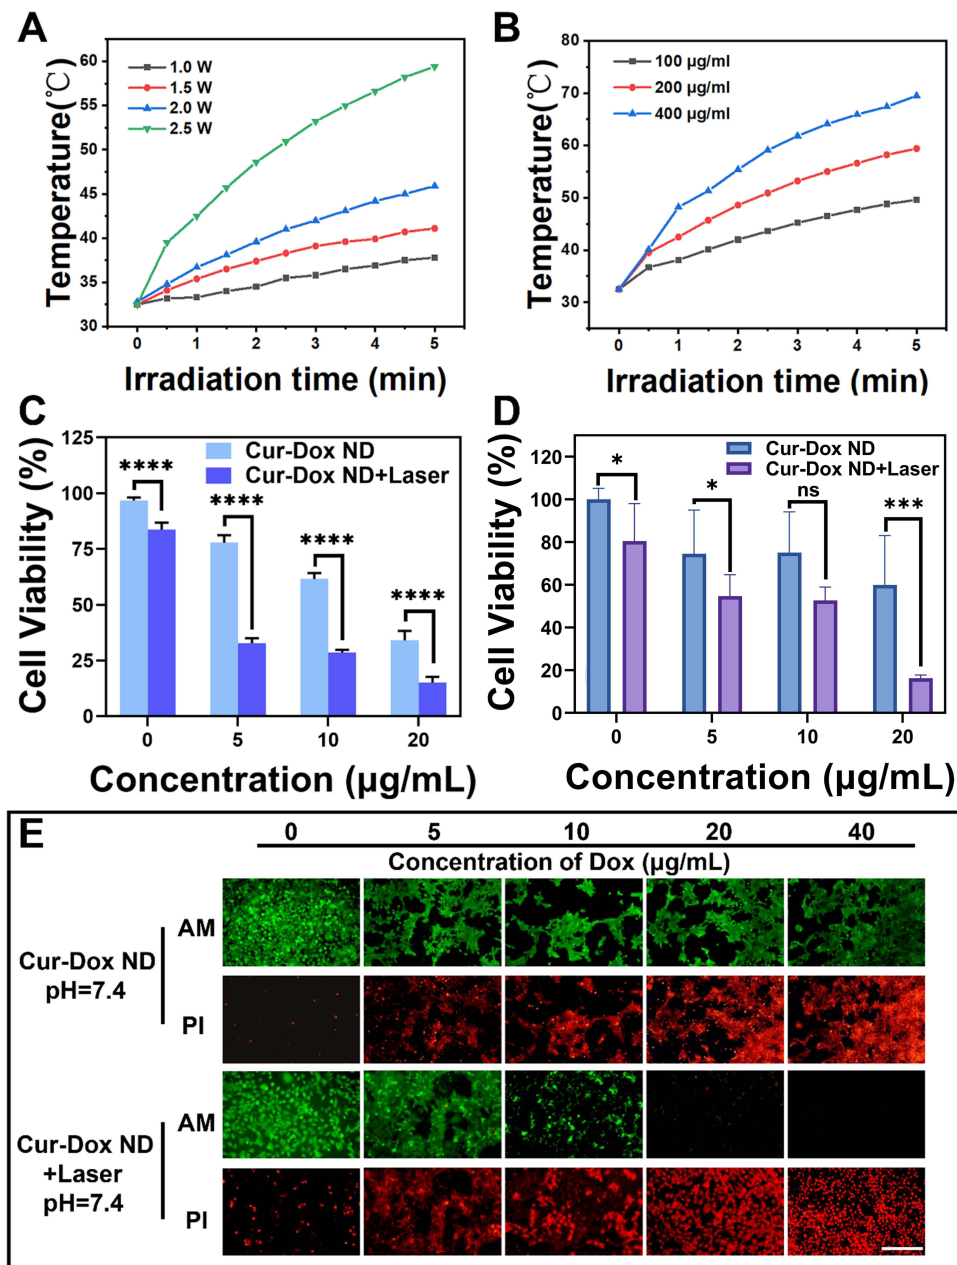 A
Temperature(℃)
60
55
50
45
40
35
30
1.0 W
1.5 W
2.0 W
2.5 W
0 1 2 3 4 5
Irradiation time (min)
B
Temperature(℃)
80
70
60
50
40
30
100 μg/ml
200 μg/ml
400 μg/ml
0 1 2 3 4 5
Irradiation time (min)
C
Cell Viability (%)
125
100
75
50
25
0
Cur-Dox ND
Cur-Dox ND+Laser
****
****
****
****
0 5 10 20
Concentration (μg/mL)
D
Cell Viability (%)
120
100
80
60
40
20
0
Cur-Dox ND
Cur-Dox ND+Laser
*
*
ns
***
0 5 10 20
Concentration (μg/mL)
E
0 5 10 20 40
Concentration of Dox (μg/mL)
Cur-Dox ND
pH=7.4
AM
PI
Cur-Dox ND
+Laser
pH=7.4
AM
PI